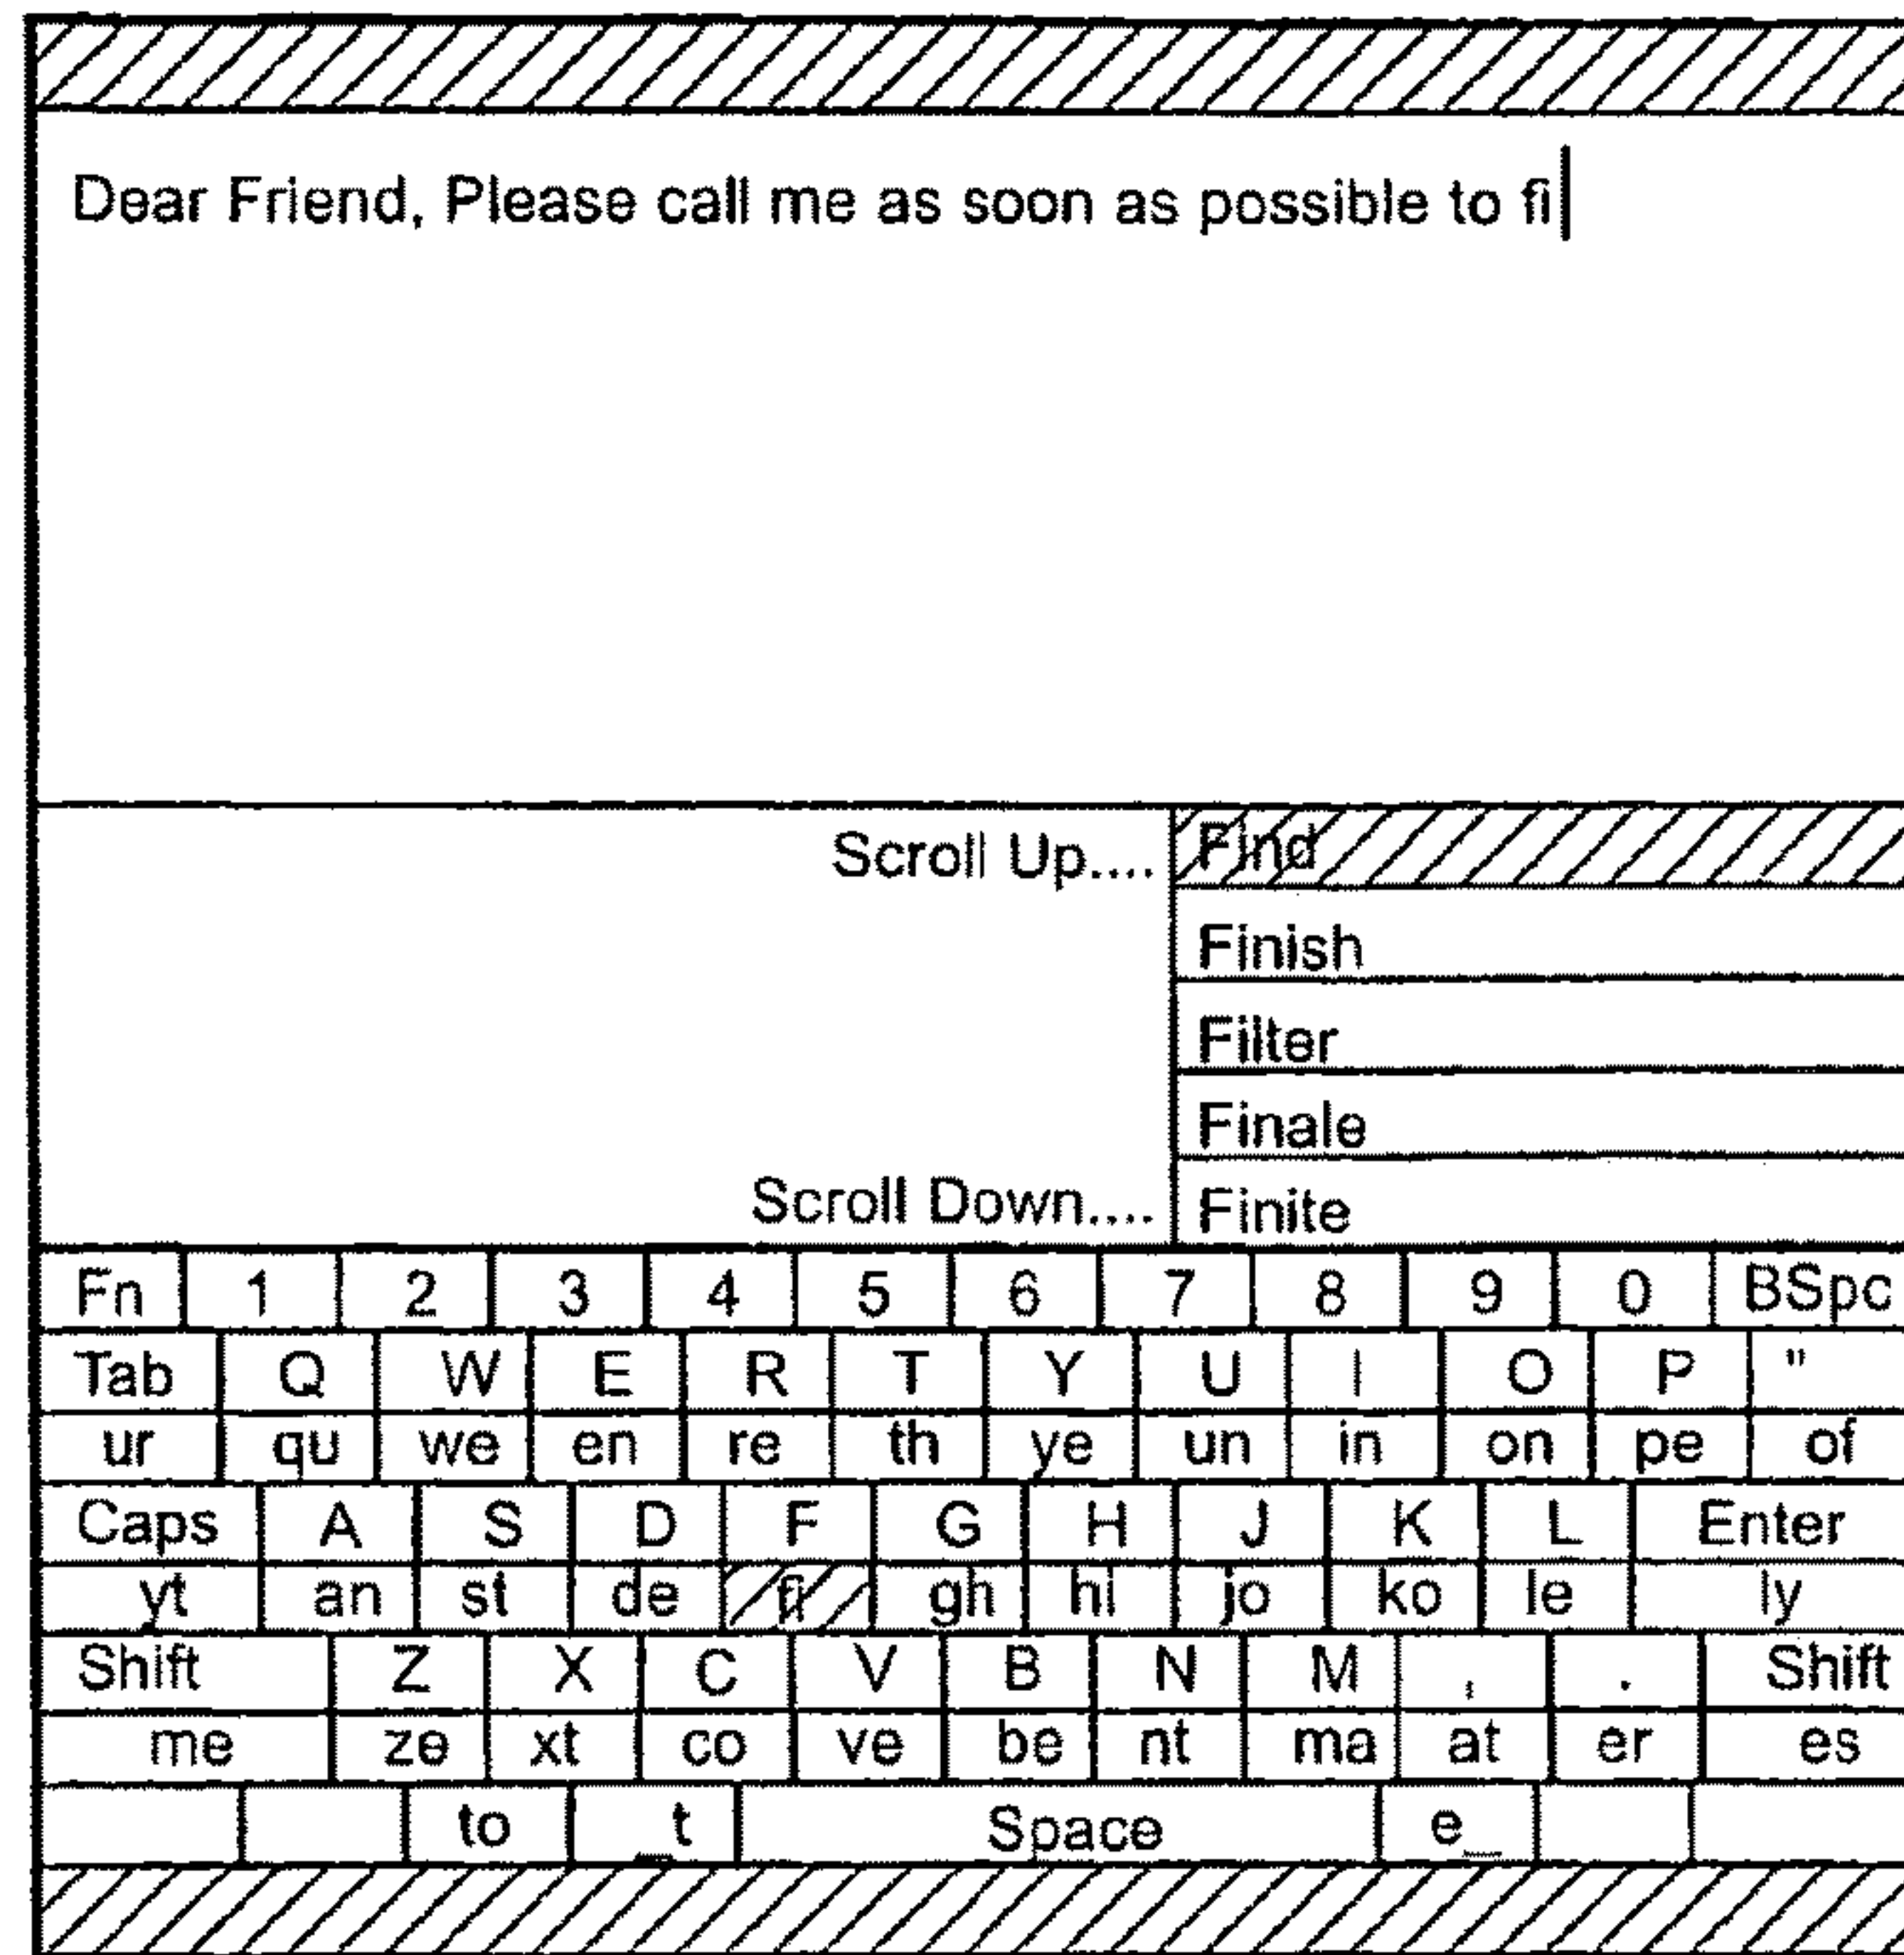 Dear Friend, Please call me as soon as possible to fi
Scroll Up.... Find
Finish
Filter
Finale
Scroll Down.... Finite
Fn 1 2 3 4 5 6 7 8 9 0 BSpc
Tab Q W E R T Y U I O P "
ur qu we en re th ye un in on pe of
Caps A S D F G H J K L Enter
yt an st de fi gh hi jo ko le ly
Shift Z X C V B N M , . Shift
me ze xt co ve be nt ma at er es
to _t Space e_